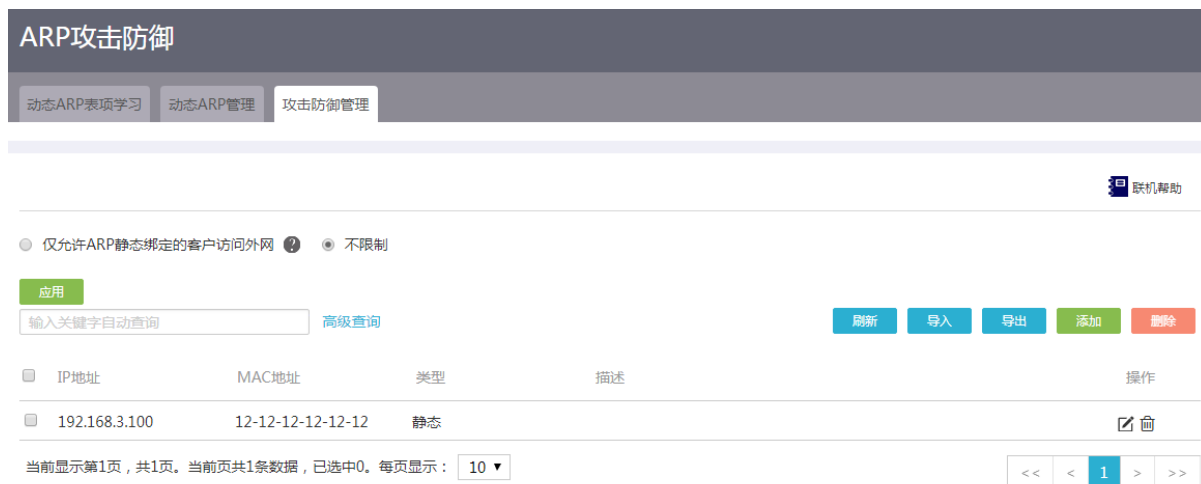 ARP攻击防御
动态ARP表项学习 动态ARP管理 攻击防御管理
联机帮助
仅允许ARP静态绑定的客户访问外网 ? 不限制
应用
输入关键字自动查询 高级查询 刷新 导入 导出 添加 删除
IP地址 MAC地址 类型 描述 操作
192.168.3.100 12-12-12-12-12-12 静态
当前显示第1页，共1页。当前页共1条数据，已选中0。每页显示： 10
<< < 1 > >>